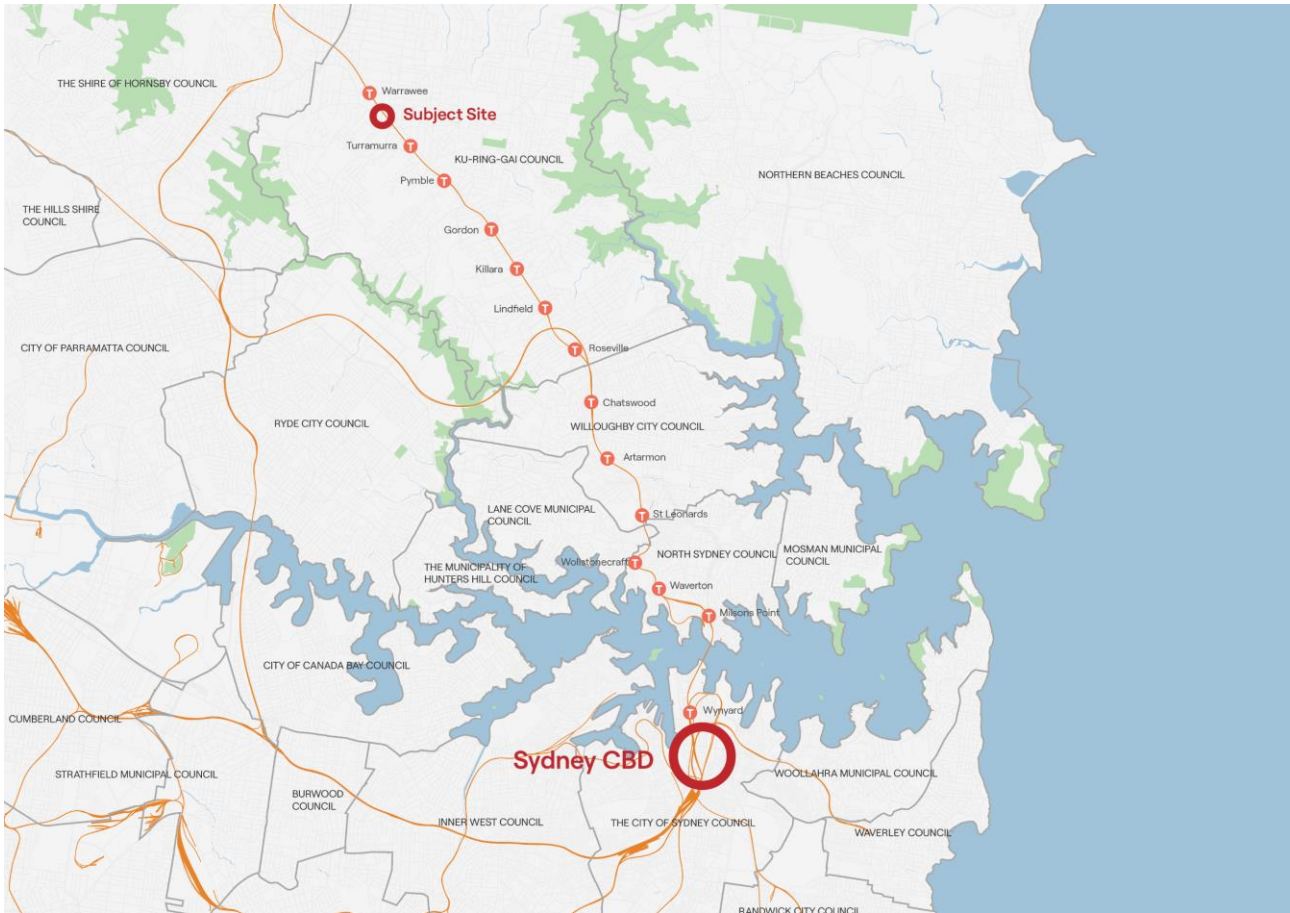 THE SHIRE OF HORNSBY COUNCIL
Warrawee
Subject Site
Turramurra
KU-RING-GAI COUNCIL
NORTHERN BEACHES COUNCIL
Pymble
THE HILLS SHIRE
COUNCIL
Gordon
Killara
Lindfield
CITY OF PARRAMATTA COUNCIL
Roseville
Chatswood
RYDE CITY COUNCIL
WILLOUGHBY CITY COUNCIL
Artarmon
LANE COVE MUNICIPAL
COUNCIL
St Leonards
NORTH SYDNEY COUNCIL
MOSMAN MUNICIPAL
COUNCIL
Wollstonecraft
THE MUNICIPALITY OF
HUNTERS HILL COUNCIL
Waverton
Milsons Point
CITY OF CANADA BAY COUNCIL
Wynyard
CUMBERLAND COUNCIL
Sydney CBD
STRATHFIELD MUNICIPAL COUNCIL
WOOLLAHRA MUNICIPAL COUNCIL
BURWOOD
COUNCIL
INNER WEST COUNCIL
THE CITY OF SYDNEY COUNCIL
WAVERLEY COUNCIL
RANDWICK CITY COUNCIL